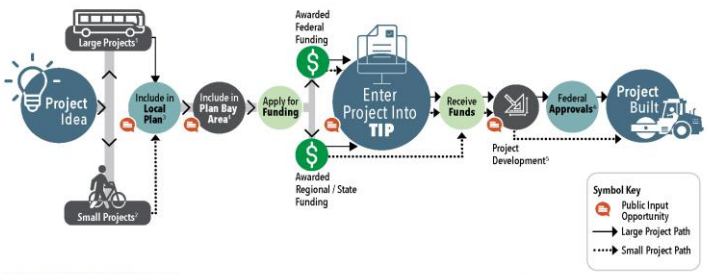 Large Projects¹
Project
Idea
Small Projects²
Include in
Local
Plan³
Include in
Plan Bay
Area⁴
Apply for
Funding
Awarded
Federal
Funding
$
$
Awarded
Regional / State
Funding
Enter
Project Into
TIP
Receive
Funds
Project
Development⁵
Federal
Approvals⁶
Project
Built
Symbol Key
Public Input
Opportunity
Large Project Path
Small Project Path